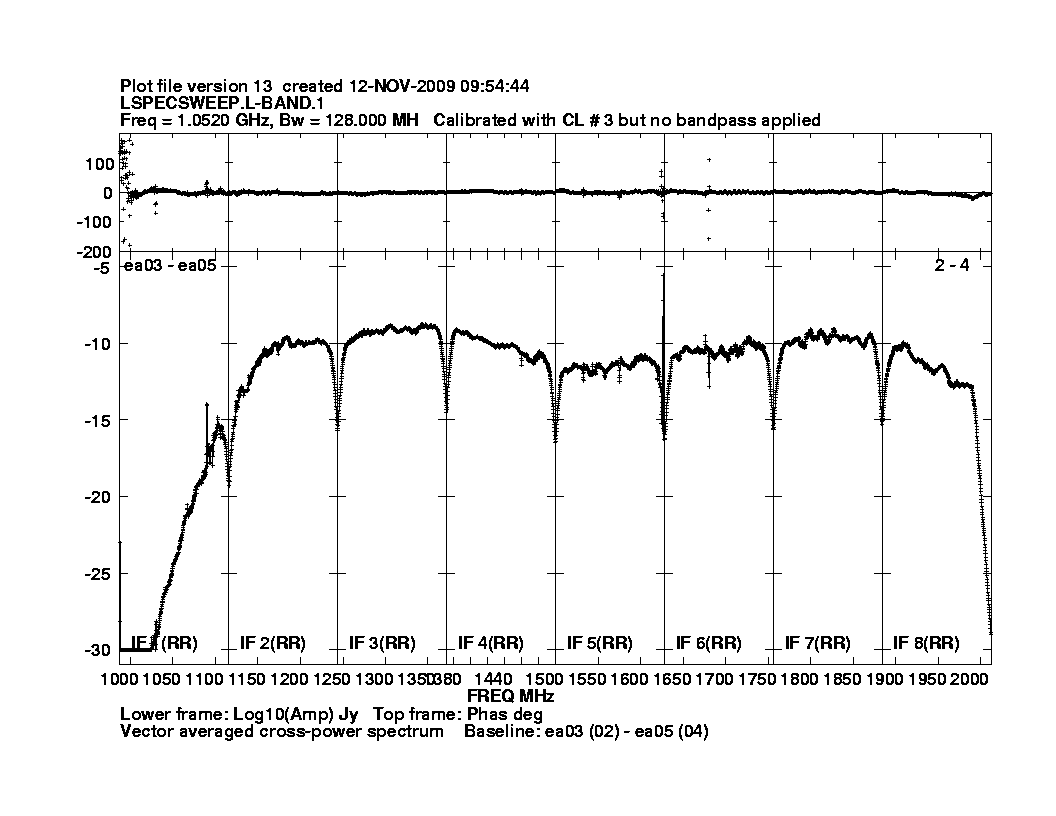 Plot file version 13 created 12-NOV-2009 09:54:44
LSPECSWEEP.L-BAND.1
Freq = 1.0520 GHz, Bw = 128.000 MH Calibrated with CL # 3 but no bandpass applied
100
0
-100
-200
-5
ea03 - ea05
2 - 4
-10
-15
-20
-25
-30
IF 1(RR) IF 2(RR) IF 3(RR) IF 4(RR) IF 5(RR) IF 6(RR) IF 7(RR) IF 8(RR)
1000 1050 1100 1150 1200 1250 1300 1350 1380 1440 1500 1550 1600 1650 1700 1750 1800 1850 1900 1950 2000
FREQ MHz
Lower frame: Log10(Amp) Jy Top frame: Phas deg
Vector averaged cross-power spectrum Baseline: ea03 (02) - ea05 (04)